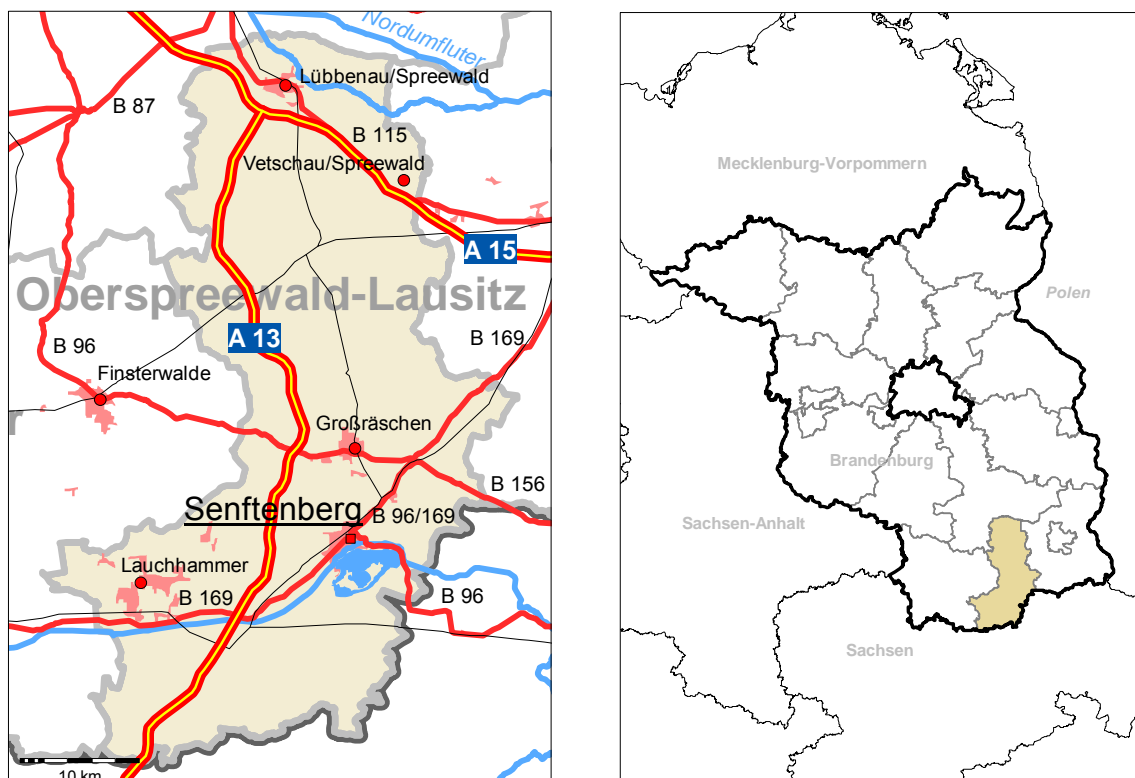 Nordumfluter
Lübbenau/Spreewald
B 87
B 115
Vetschau/Spreewald
A 15
Oberspreewald-Lausitz
A 13
B 169
B 96
Finsterwalde
Großräschen
B 156
Senftenberg
B 96/169
Lauchhammer
B 169
B 96
10 km
Mecklenburg-Vorpommern
Polen
Brandenburg
Sachsen-Anhalt
Sachsen